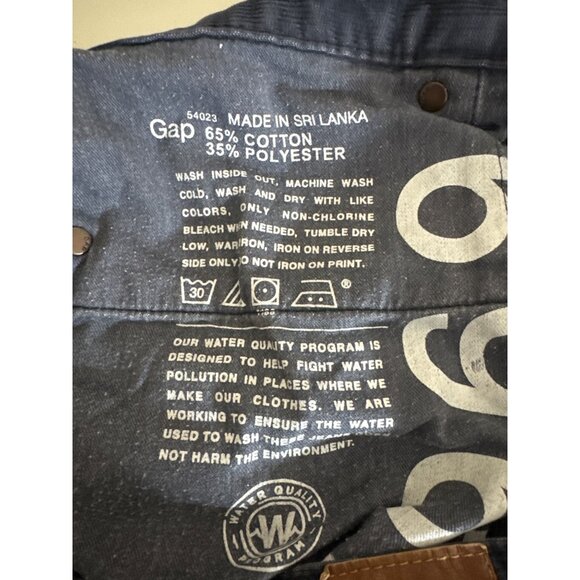 54023 MADE IN SRI LANKA
Gap 65% COTTON
35% POLYESTER
WASH INSIDE OUT, MACHINE WASH
COLD, WASH AND DRY WITH LIKE
COLORS, ONLY NON-CHLORINE
BLEACH WHEN NEEDED, TUMBLE DRY
LOW, WARM IRON, IRON ON REVERSE
SIDE ONLY DO NOT IRON ON PRINT.
30 ®
OUR WATER QUALITY PROGRAM IS
DESIGNED TO HELP FIGHT WATER
POLLUTION IN PLACES WHERE WE
MAKE OUR CLOTHES. WE ARE
WORKING TO ENSURE THE WATER
USED TO WASH THESE JEANS DOES
NOT HARM THE ENVIRONMENT.
WATER QUALITY
W
PROGRAM
969